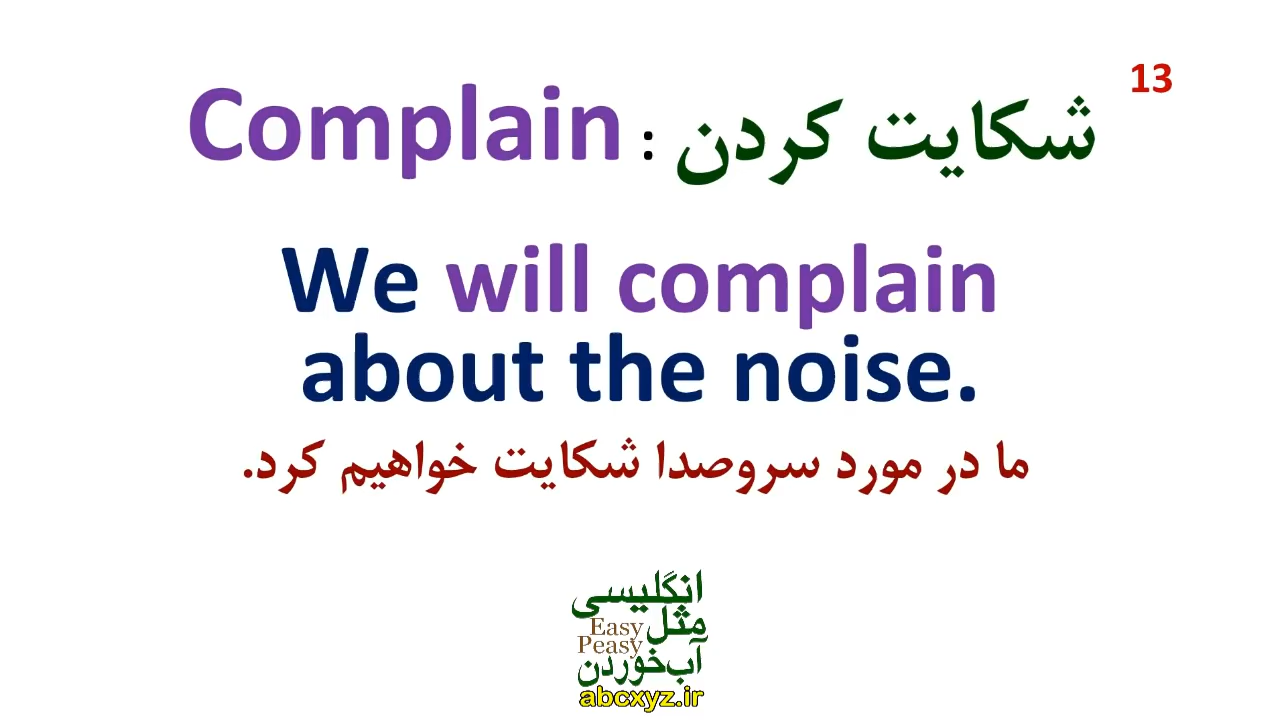 13
Complain : شکایت کردن
We will complain
about the noise.
ما در مورد سروصدا شکایت خواهیم کرد.
انگلیسی
مثل Easy
Peasy
آب‌خوردن
abcxyz.ir